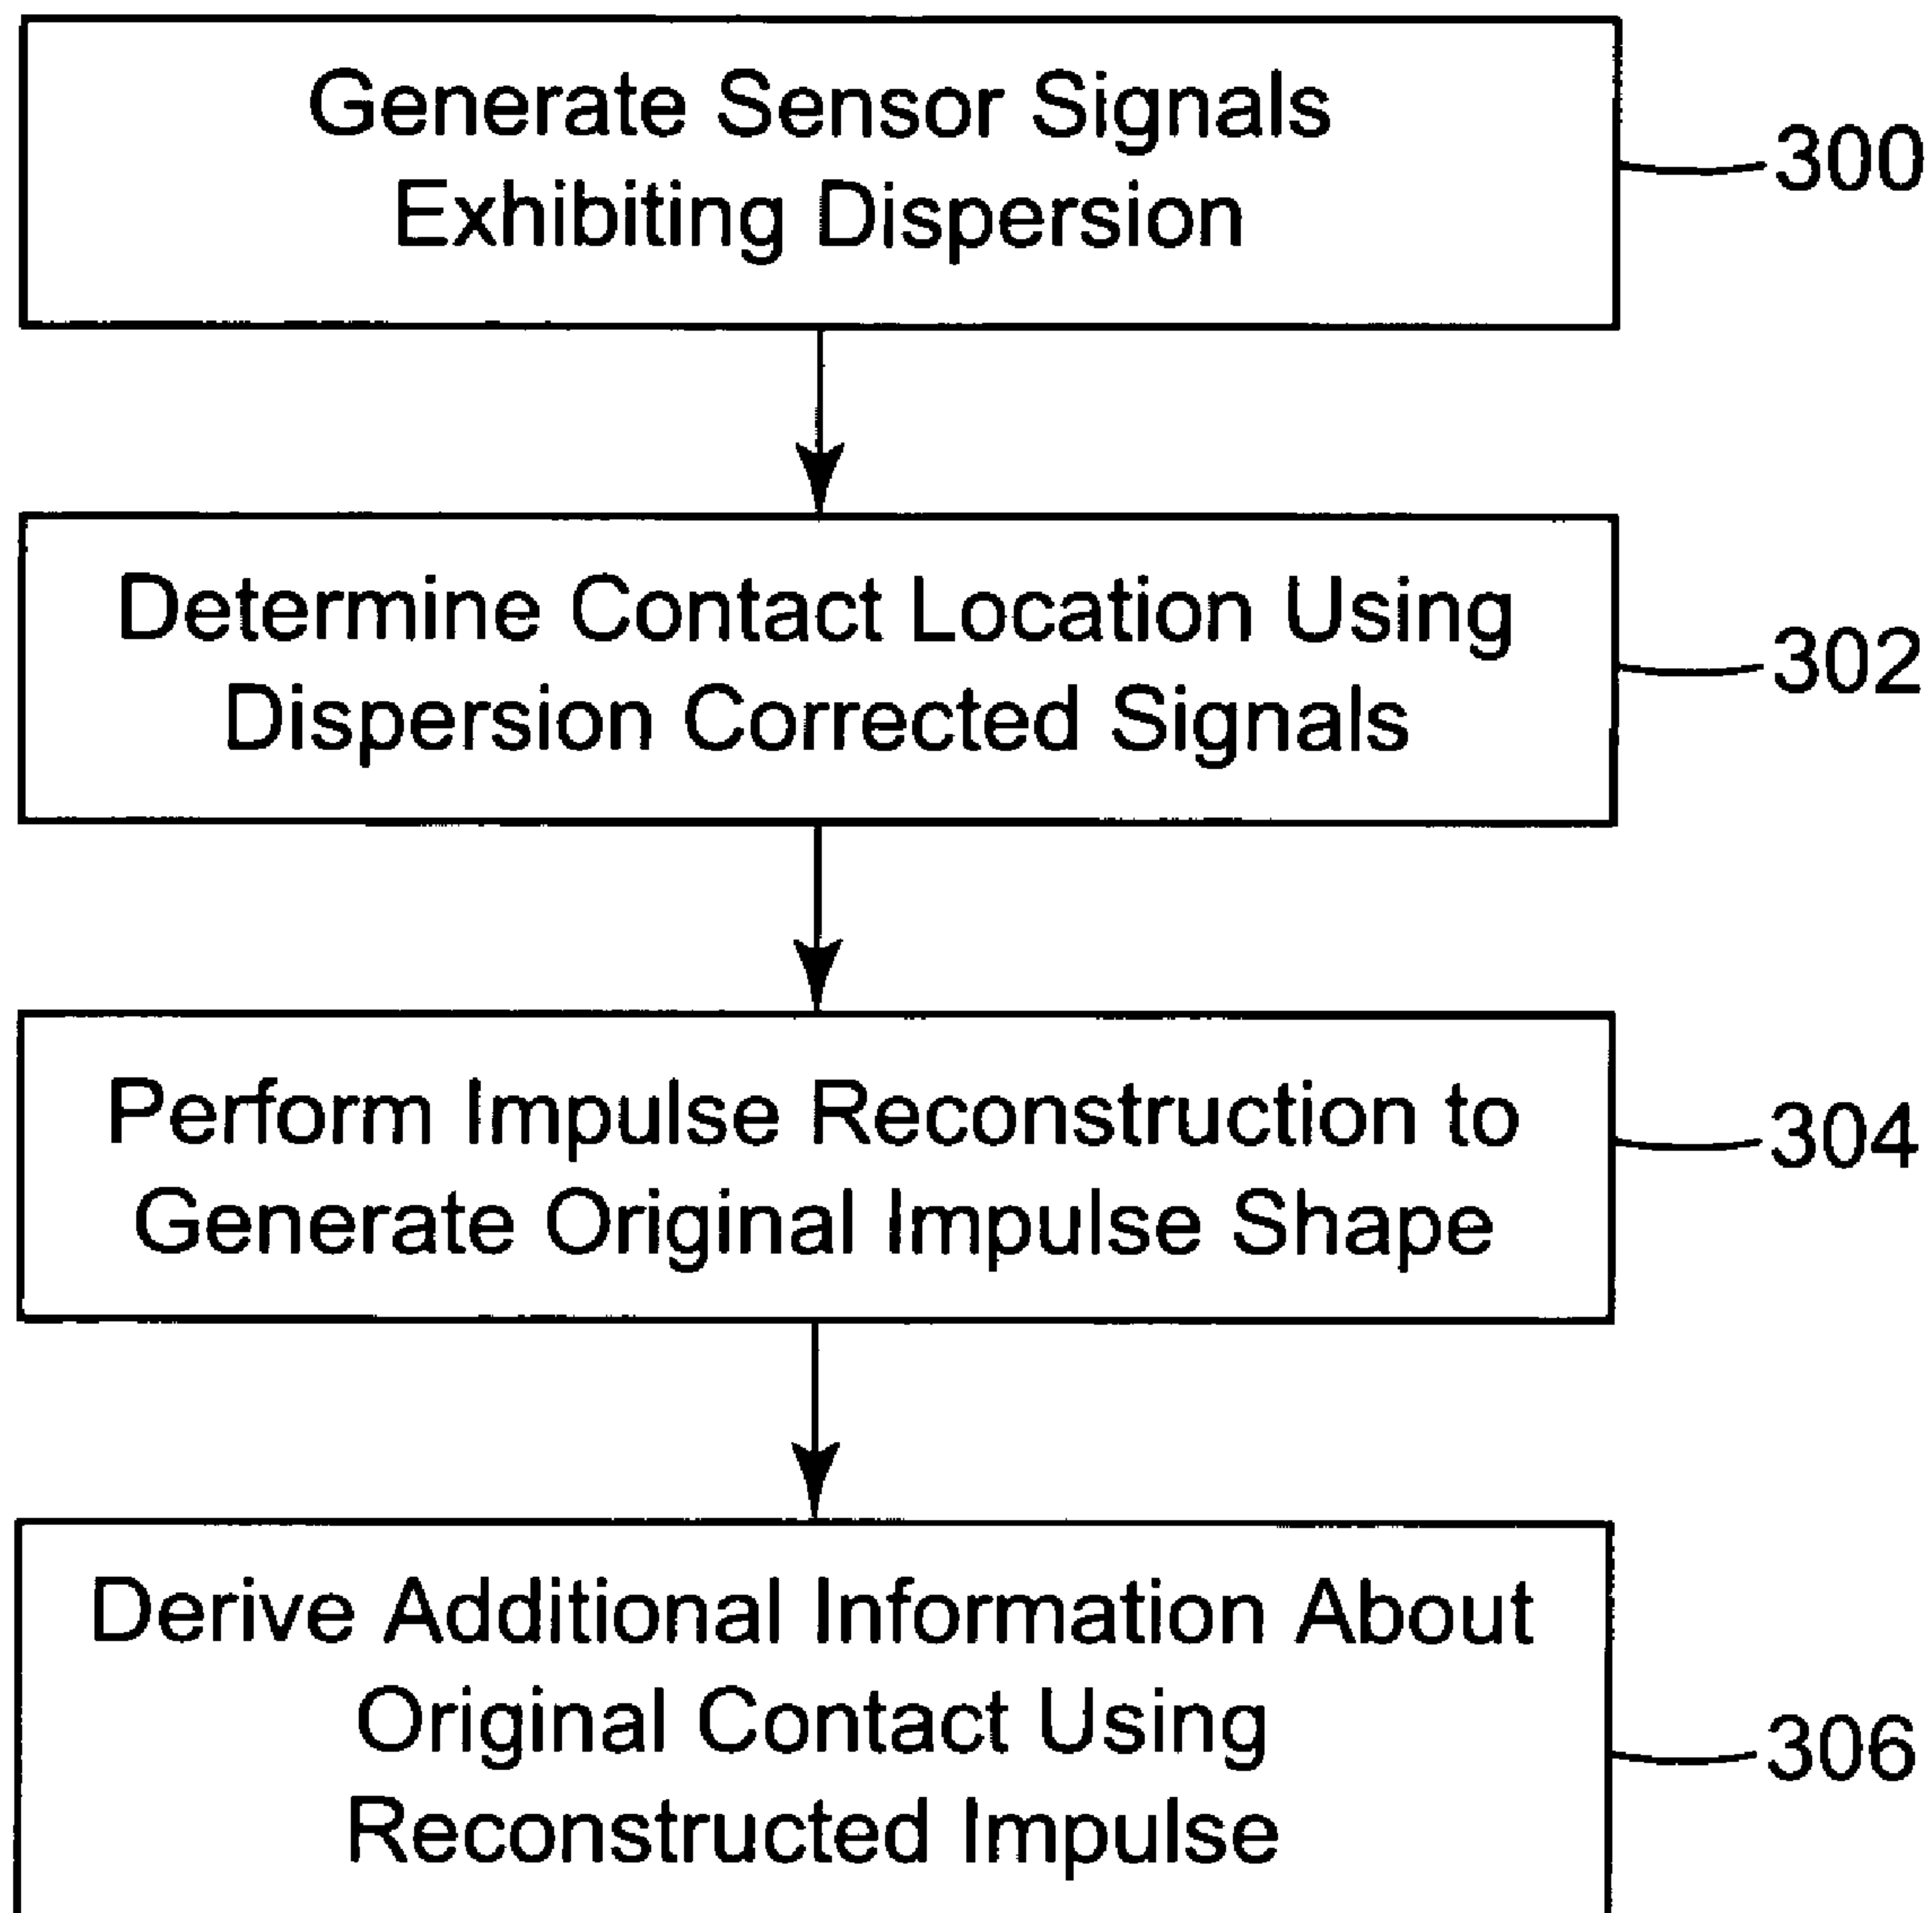 Generate Sensor Signals
Exhibiting Dispersion
300
Determine Contact Location Using
Dispersion Corrected Signals
302
Perform Impulse Reconstruction to
Generate Original Impulse Shape
304
Derive Additional Information About
Original Contact Using
Reconstructed Impulse
306